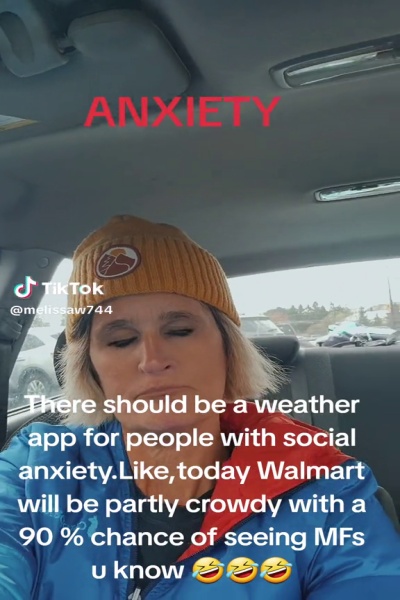 ANXIETY
TikTok
@melissaw744
There should be a weather
app for people with social
anxiety.Like,today Walmart
will be partly crowdy with a
90 % chance of seeing MFs
u know 🤣🤣🤣